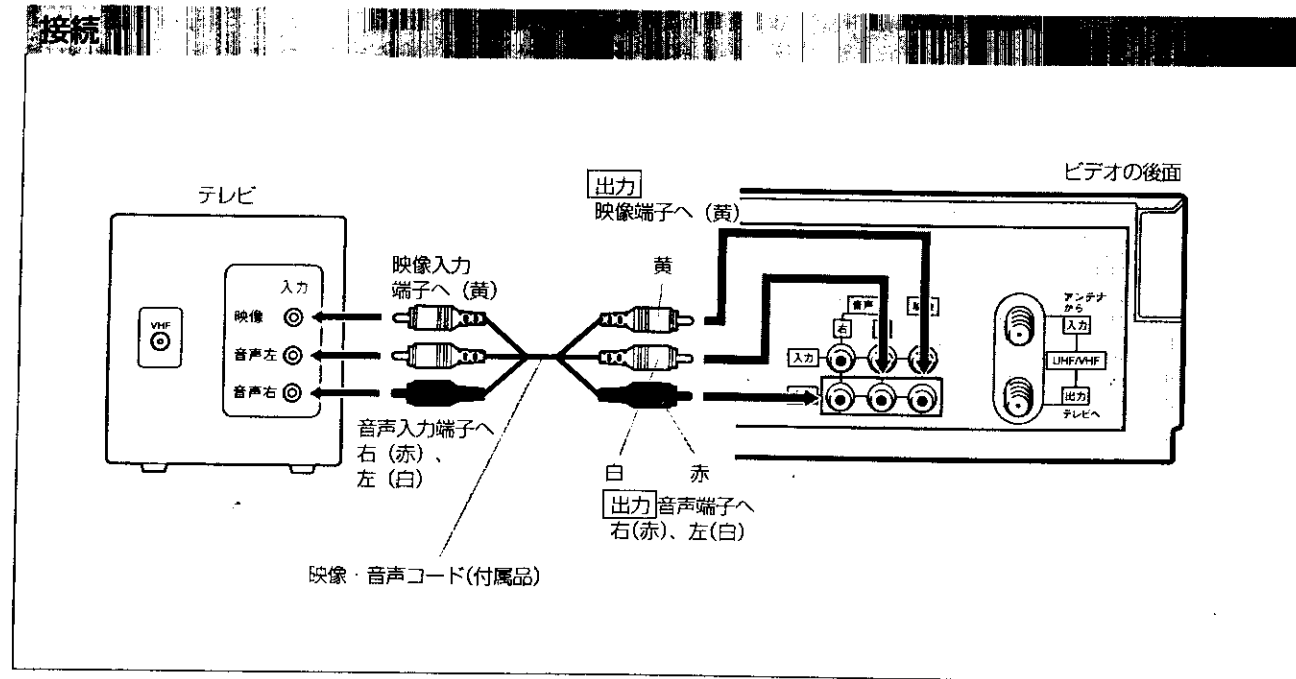 接続
テレビ
VHF
入力
映像
音声左
音声右
映像入力
端子へ（黄）
音声入力端子へ
右（赤）、
左（白）
映像・音声コード(付属品)
出力
映像端子へ（黄）
黄
白
赤
出力 音声端子へ
右(赤)、左(白)
ビデオの後面
音声
右
入力
アンテナ
から
入力
UHF/VHF
出力
テレビへ